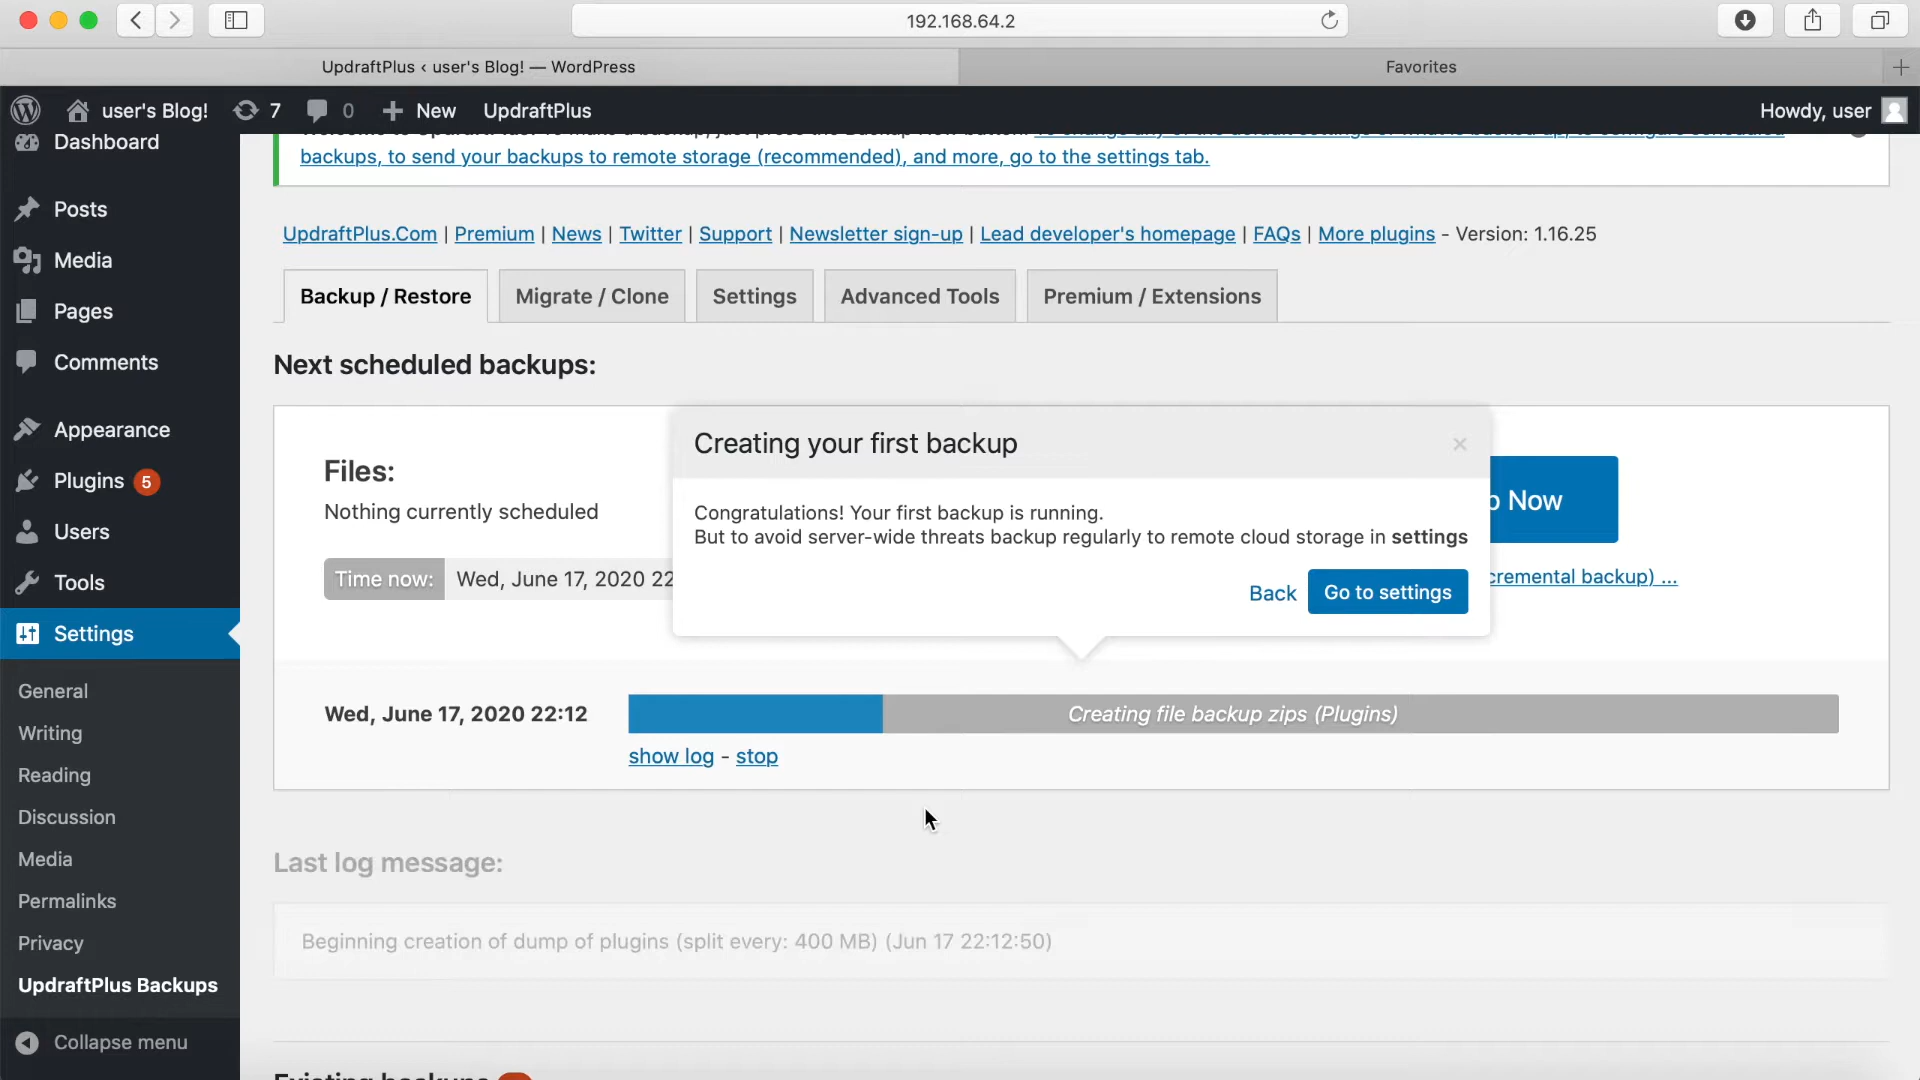 192.168.64.2
UpdraftPlus ‹ user's Blog! — WordPress
Favorites
user's Blog!
7
0
New
UpdraftPlus
Howdy, user
Dashboard
Posts
Media
Pages
Comments
Appearance
Plugins 5
Users
Tools
Settings
General
Writing
Reading
Discussion
Media
Permalinks
Privacy
UpdraftPlus Backups
Collapse menu
backups, to send your backups to remote storage (recommended), and more, go to the settings tab.
UpdraftPlus.Com | Premium | News | Twitter | Support | Newsletter sign-up | Lead developer's homepage | FAQs | More plugins - Version: 1.16.25
Backup / Restore
Migrate / Clone
Settings
Advanced Tools
Premium / Extensions
Next scheduled backups:
Files:
Nothing currently scheduled
Time now: Wed, June 17, 2020 22
Creating your first backup
×
Congratulations! Your first backup is running.
But to avoid server-wide threats backup regularly to remote cloud storage in settings
Back
Go to settings
Now
cremental backup) ...
Wed, June 17, 2020 22:12
Creating file backup zips (Plugins)
show log - stop
Last log message:
Beginning creation of dump of plugins (split every: 400 MB) (Jun 17 22:12:50)